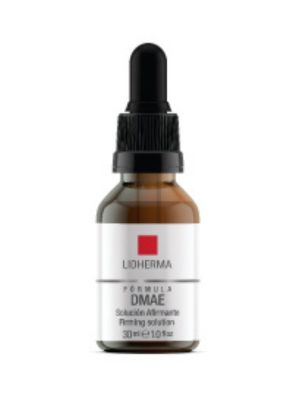 LIDHERMA
FÓRMULA
DMAE
Solución Afirmante
Firming solution
30 ml ℮ 1.0 fl oz